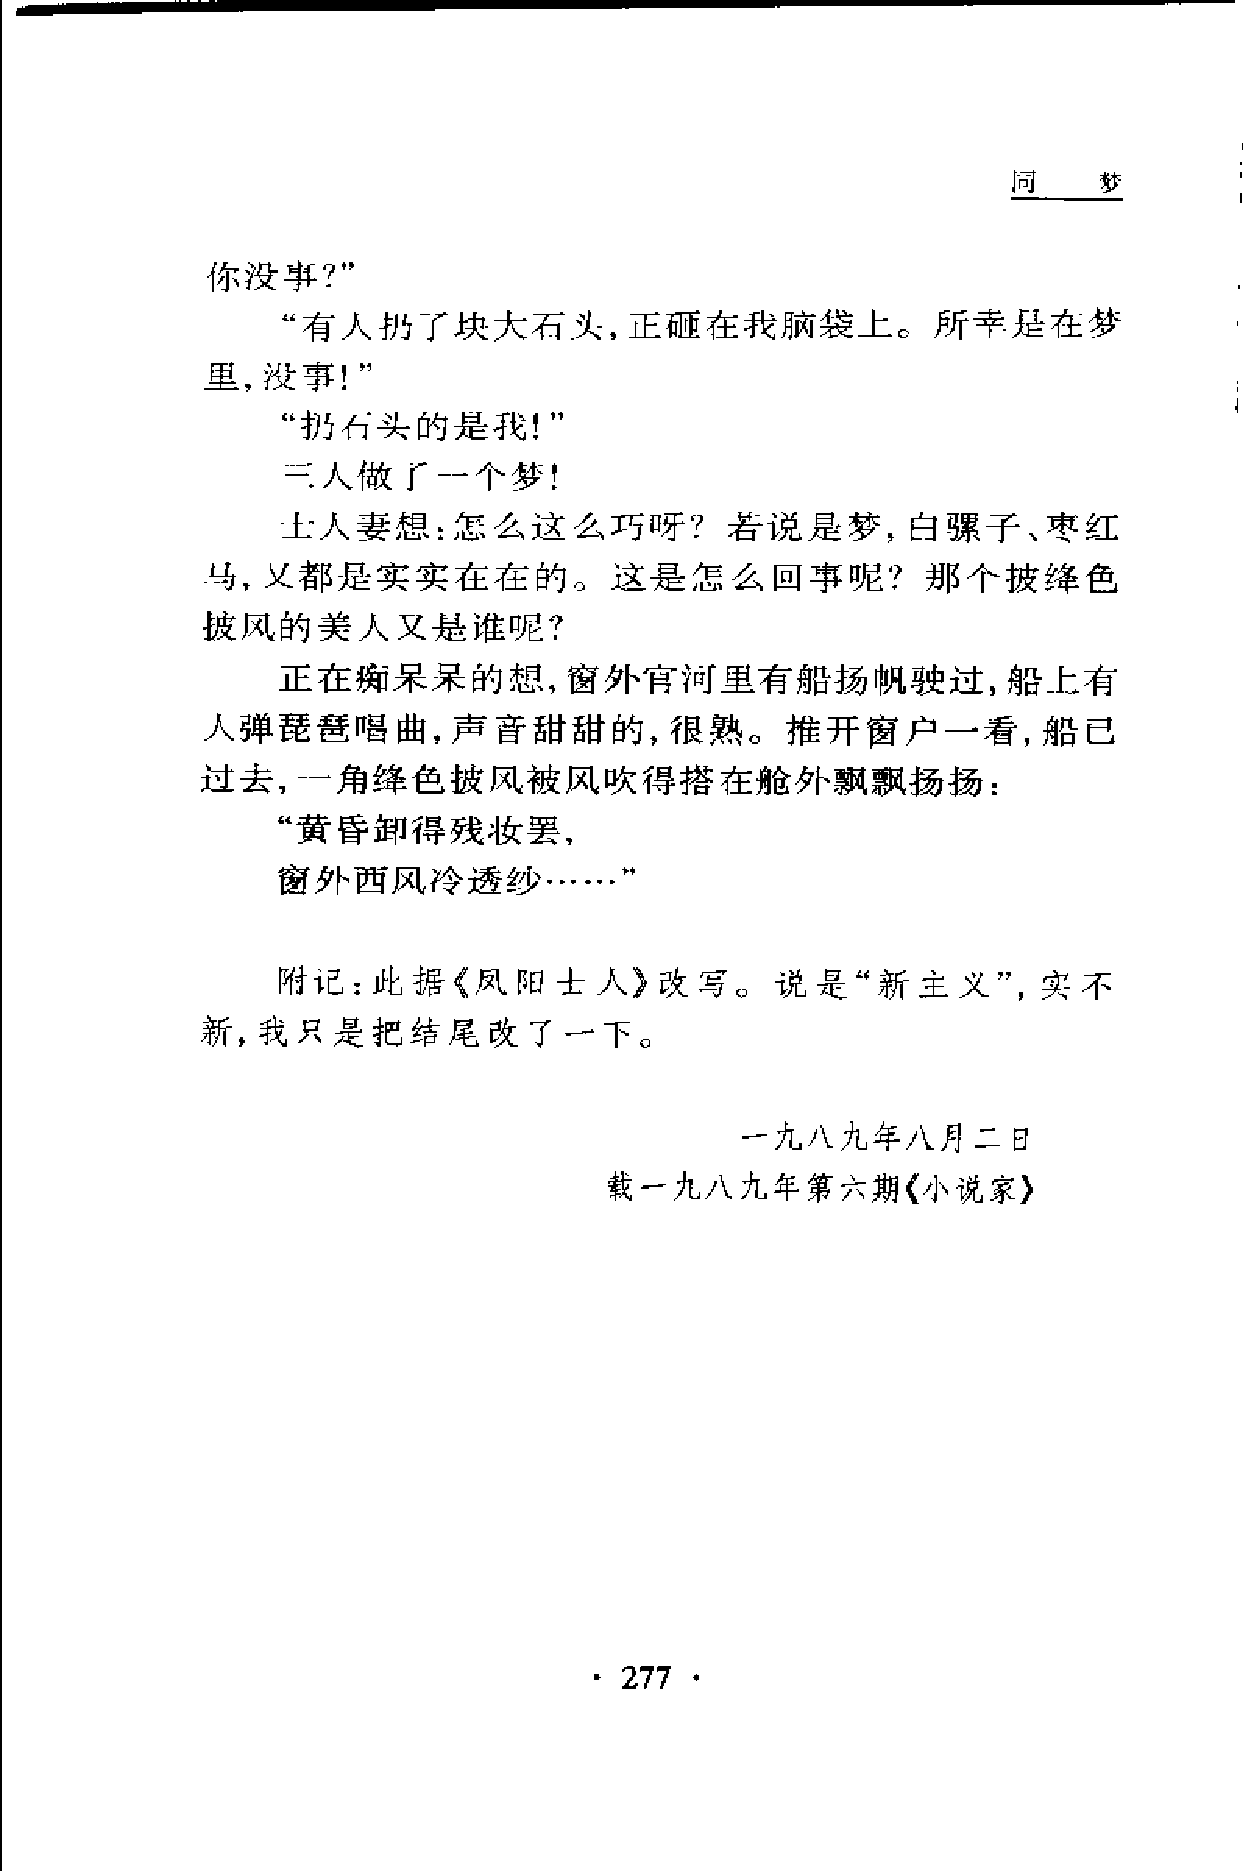 同 梦
你没事?”
“有人扔了块大石头,正砸在我脑袋上。所幸是在梦
里,没事!”
“扔石头的是我!”
三人做了一个梦!
士人妻想:怎么这么巧呀?若说是梦,白骡子、枣红
马,又都是实实在在的。这是怎么回事呢?那个披绛色
披风的美人又是谁呢?
正在痴呆呆的想,窗外官河里有船扬帆驶过,船上有
人弹琵琶唱曲,声音甜甜的,很熟。推开窗户一看,船已
过去,一角绛色披风被风吹得搭在舱外飘飘扬扬:
“黄昏卸得残妆罢,
窗外西风冷透纱……”
附记:此据《凤阳士人》改写。说是“新主义”,实不
新,我只是把结尾改了一下。
一九八九年八月二日
载一九八九年第六期《小说家》
· 277 ·